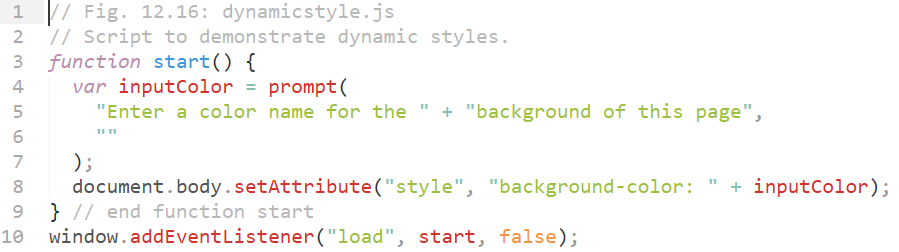 1 // Fig. 12.16: dynamicstyle.js
2 // Script to demonstrate dynamic styles.
3 function start() {
4   var inputColor = prompt(
5     "Enter a color name for the " + "background of this page",
6     ""
7   );
8   document.body.setAttribute("style", "background-color: " + inputColor);
9 } // end function start
10 window.addEventListener("load", start, false);